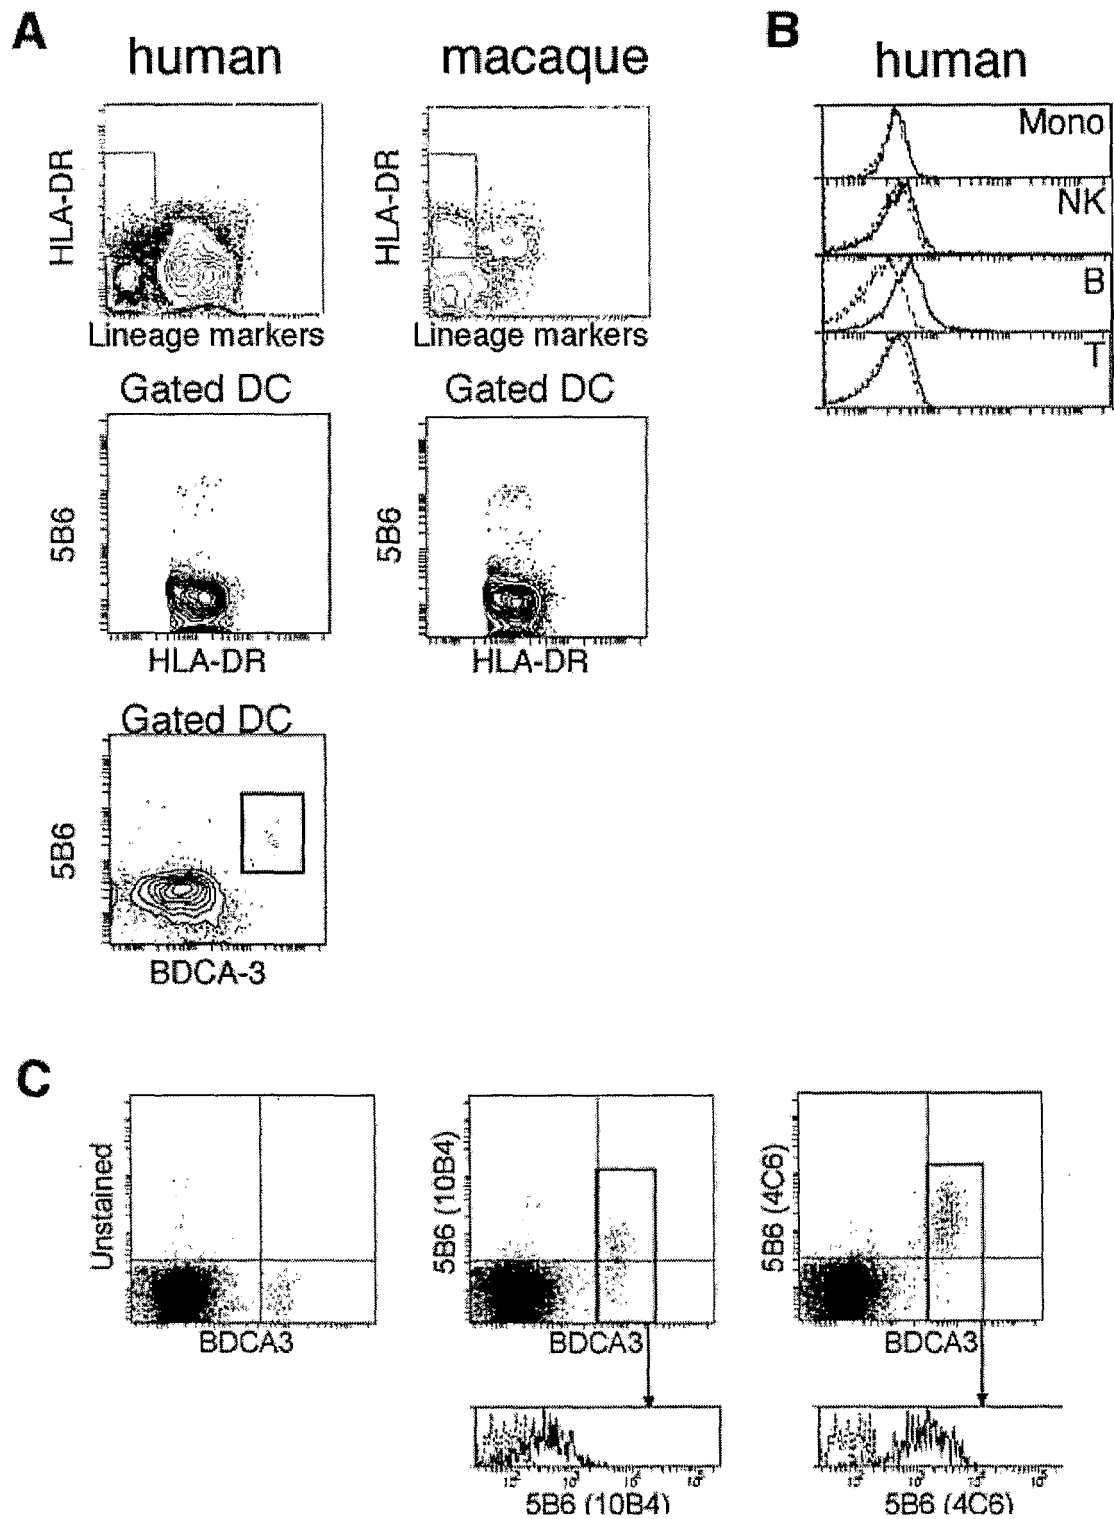 A
human
macaque
HLA-DR
Lineage markers
HLA-DR
Lineage markers
Gated DC
5B6
HLA-DR
Gated DC
5B6
HLA-DR
Gated DC
5B6
BDCA-3
B
human
Mono
NK
B
T
C
Unstained
BDCA3
5B6 (10B4)
BDCA3
5B6 (4C6)
BDCA3
5B6 (10B4)
5B6 (4C6)